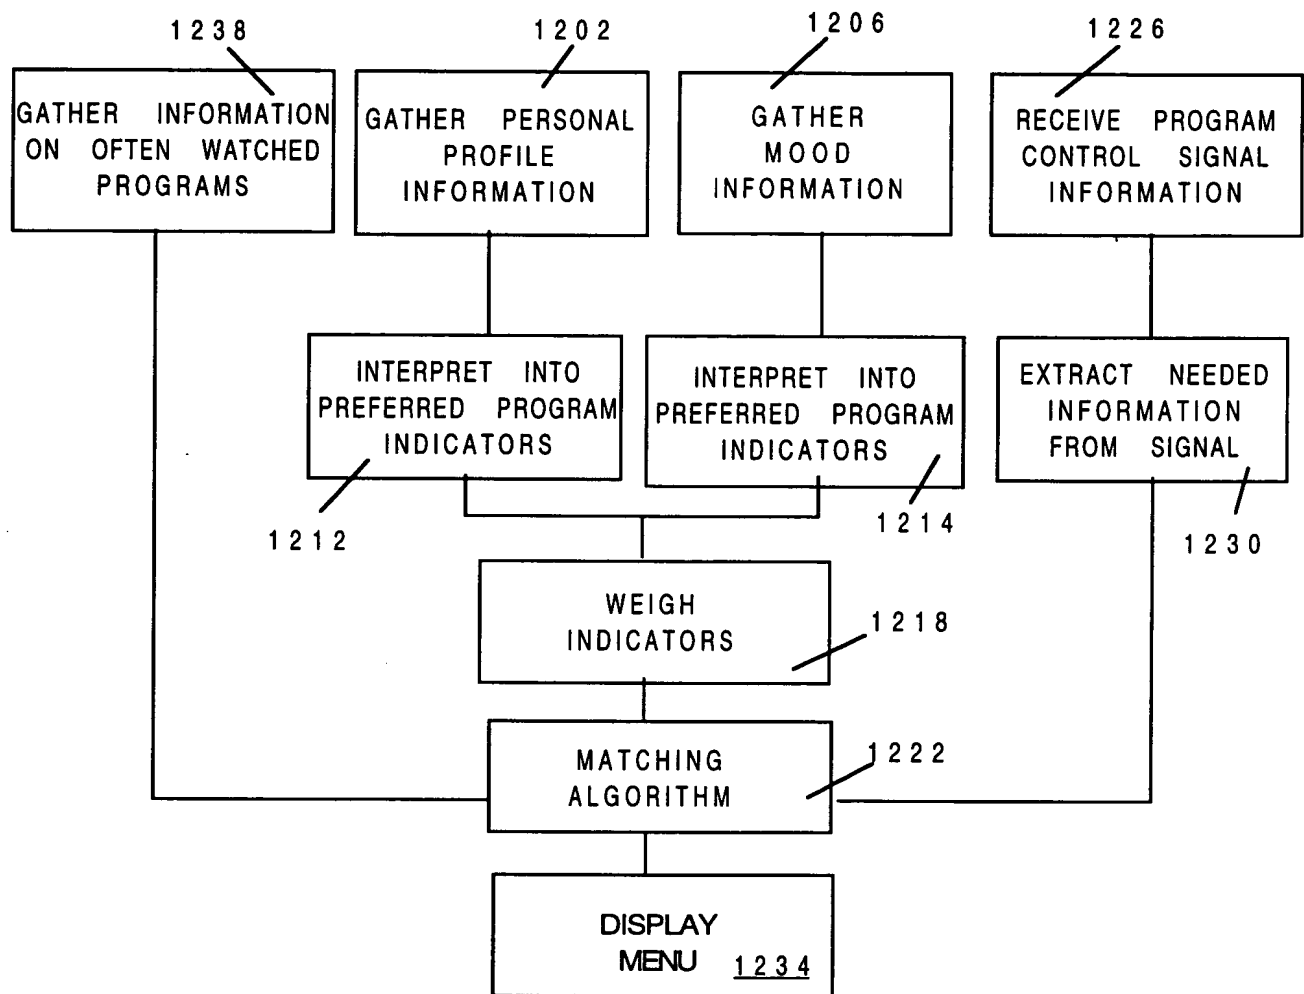 1238
1202
1206
1226
GATHER INFORMATION
ON OFTEN WATCHED
PROGRAMS
GATHER PERSONAL
PROFILE
INFORMATION
GATHER
MOOD
INFORMATION
RECEIVE PROGRAM
CONTROL SIGNAL
INFORMATION
INTERPRET INTO
PREFERRED PROGRAM
INDICATORS
INTERPRET INTO
PREFERRED PROGRAM
INDICATORS
EXTRACT NEEDED
INFORMATION
FROM SIGNAL
1212
1214
1230
WEIGH
INDICATORS
1218
MATCHING
ALGORITHM
1222
DISPLAY
MENU 1234